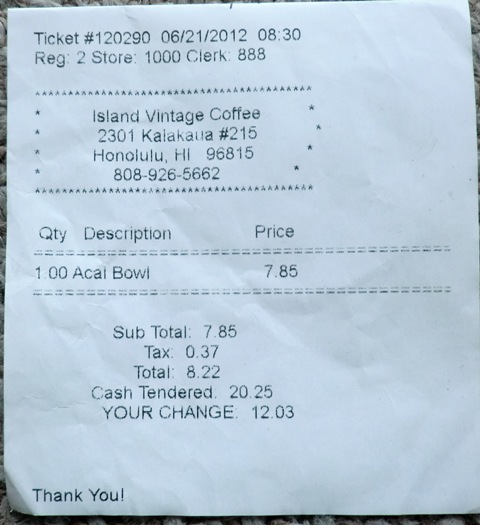 Ticket #120290 06/21/2012 08:30
Reg: 2 Store: 1000 Clerk: 888
****************************************
* Island Vintage Coffee *
* 2301 Kalakaua #215 *
* Honolulu, HI 96815 *
* 808-926-5662 *
****************************************
Qty Description Price
========================================
1.00 Acai Bowl 7.85
========================================
Sub Total: 7.85
Tax: 0.37
Total: 8.22
Cash Tendered: 20.25
YOUR CHANGE: 12.03
Thank You!